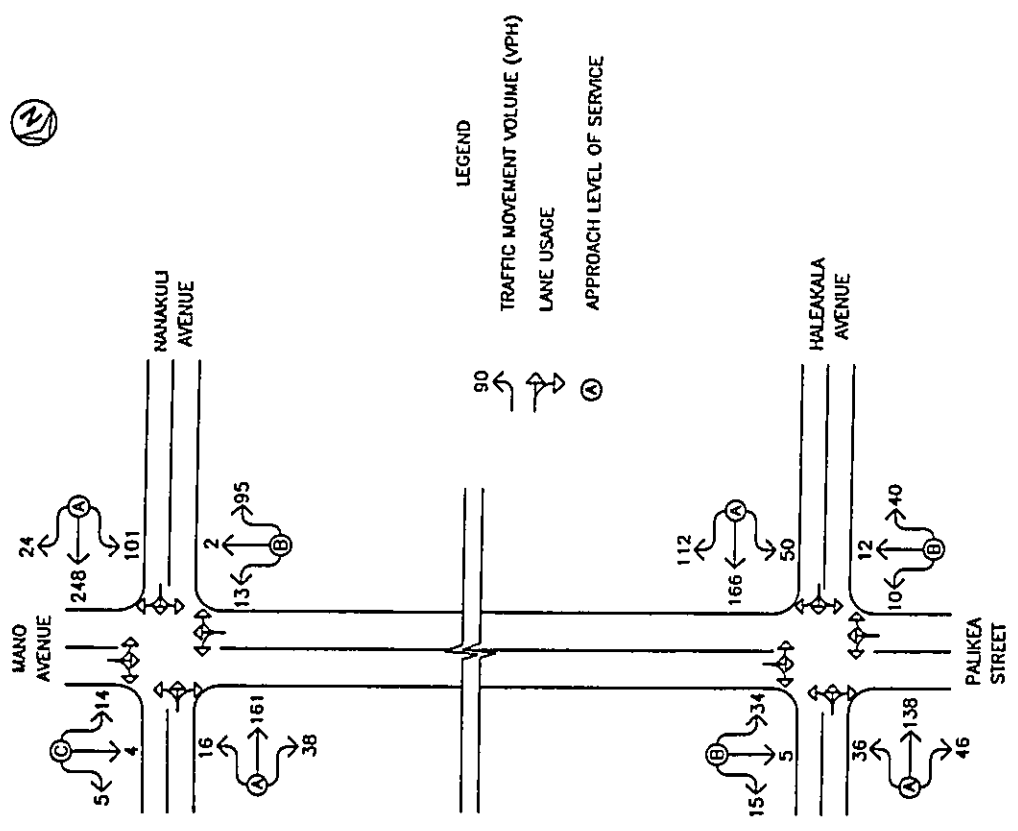 N
MANO
AVENUE
NANAKULI
AVENUE
24
248
A
101
C
5
4
14
16
161
A
38
13
2
95
B
LEGEND
90
TRAFFIC MOVEMENT VOLUME (VPH)
LANE USAGE
A
APPROACH LEVEL OF SERVICE
112
166
A
50
HALEAKALA
AVENUE
B
15
5
34
36
138
A
46
10
12
40
B
PALIKEA
STREET